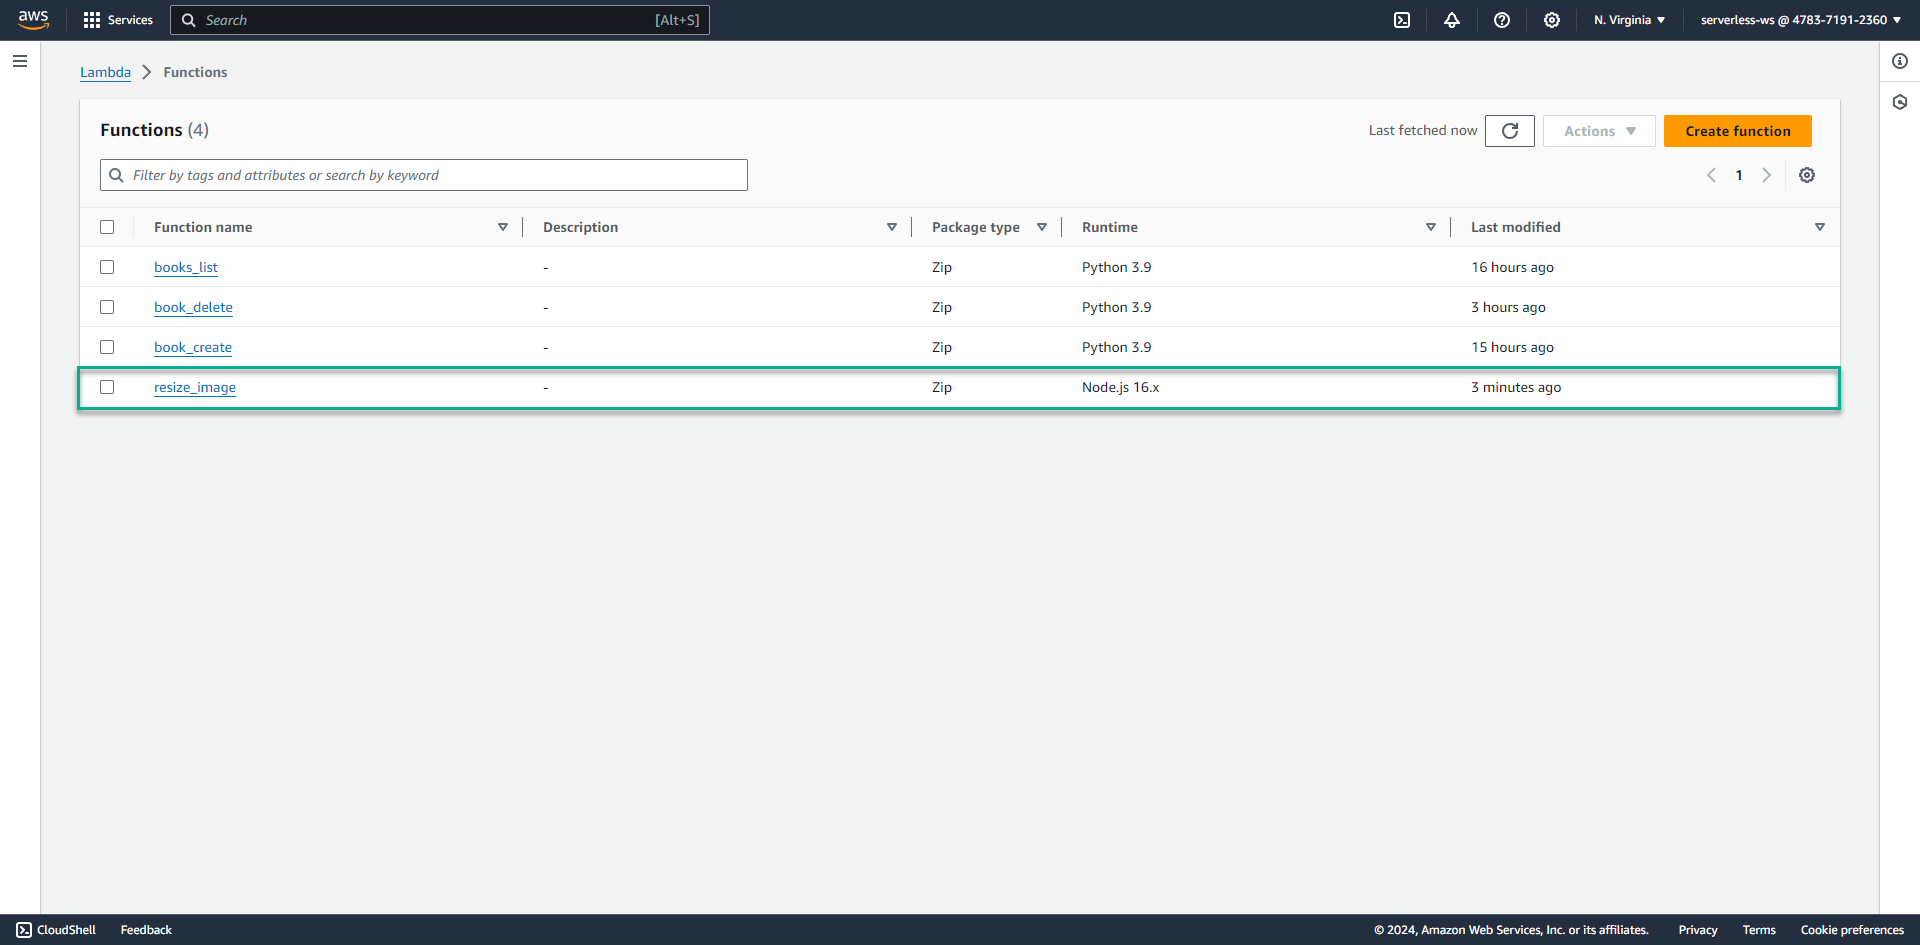 aws Services Search [Alt+S] N. Virginia serverless-ws @ 4783-7191-2360
Lambda Functions
Functions (4) Last fetched now Actions Create function
Filter by tags and attributes or search by keyword 1
Function name Description Package type Runtime Last modified
books_list - Zip Python 3.9 16 hours ago
book_delete - Zip Python 3.9 3 hours ago
book_create - Zip Python 3.9 15 hours ago
resize_image - Zip Node.js 16.x 3 minutes ago
CloudShell Feedback © 2024, Amazon Web Services, Inc. or its affiliates. Privacy Terms Cookie preferences